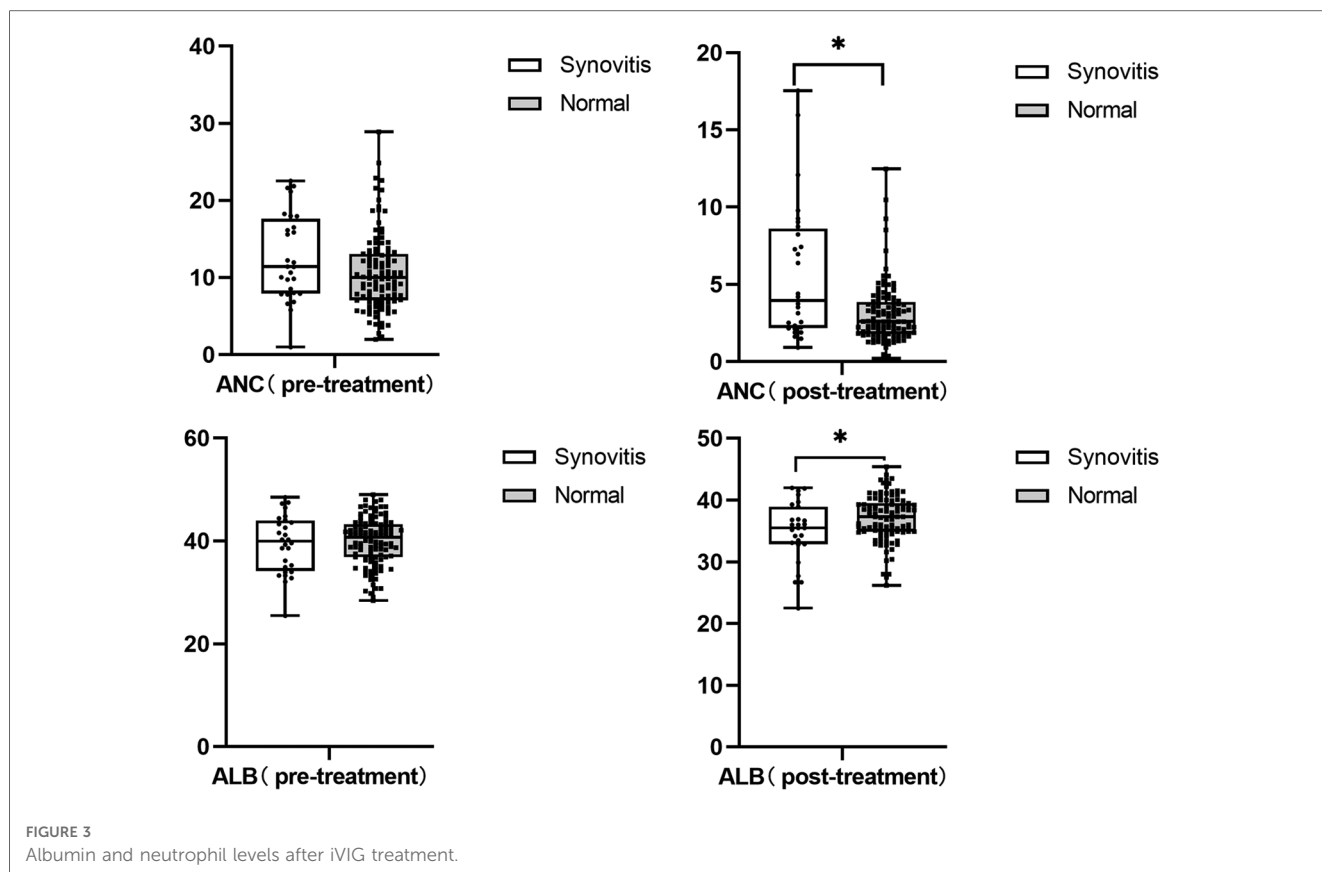 40
30
20
10
0
Synovitis
Normal
ANC( pre-treatment)
20
15
10
5
0
*
Synovitis
Normal
ANC( post-treatment)
60
40
20
0
Synovitis
Normal
ALB( pre-treatment)
50
40
30
20
10
0
*
Synovitis
Normal
ALB( post-treatment)
FIGURE 3
Albumin and neutrophil levels after iVIG treatment.